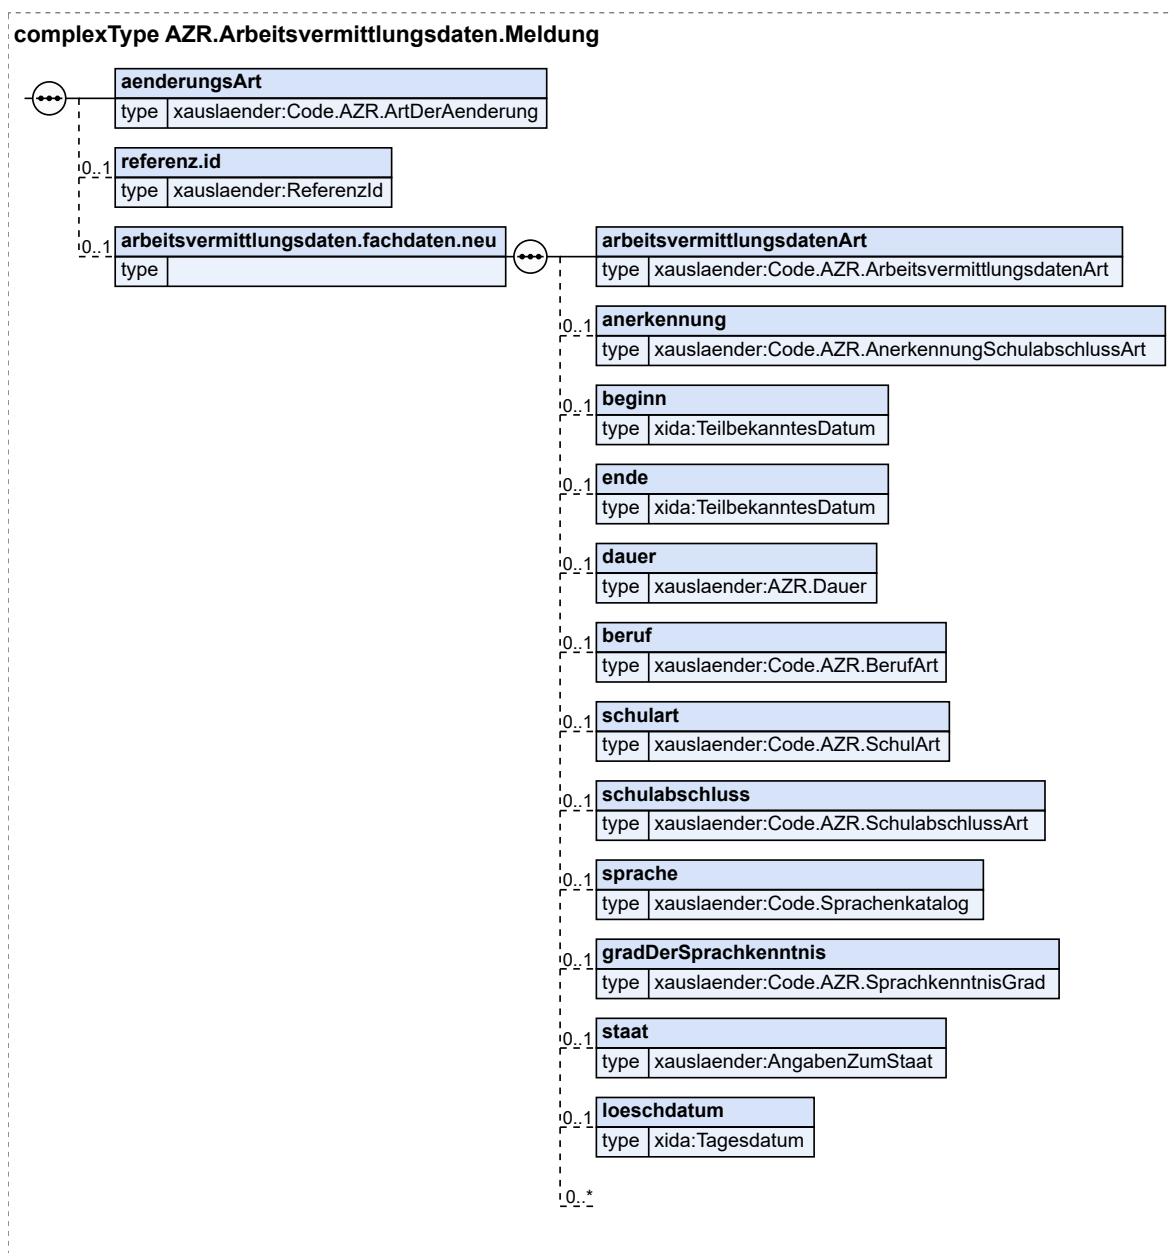 complexType AZR.Arbeitsvermittlungsdaten.Meldung
aenderungsArt
type xauslaender:Code.AZR.ArtDerAenderung
0..1 referenz.id
type xauslaender:ReferenzId
0..1 arbeitsvermittlungsdaten.fachdaten.neu
type
arbeitsvermittlungsdatenArt
type xauslaender:Code.AZR.ArbeitsvermittlungsdatenArt
0..1 anerkennung
type xauslaender:Code.AZR.AnerkennungSchulabschlussArt
0..1 beginn
type xida:TeilbekanntesDatum
0..1 ende
type xida:TeilbekanntesDatum
0..1 dauer
type xauslaender:AZR.Dauer
0..1 beruf
type xauslaender:Code.AZR.BerufArt
0..1 schulart
type xauslaender:Code.AZR.SchulArt
0..1 schulabschluss
type xauslaender:Code.AZR.SchulabschlussArt
0..1 sprache
type xauslaender:Code.Sprachenkatalog
0..1 gradDerSprachkenntnis
type xauslaender:Code.AZR.SprachkenntnisGrad
0..1 staat
type xauslaender:AngabenZumStaat
0..1 loeschdatum
type xida:Tagesdatum
0..*